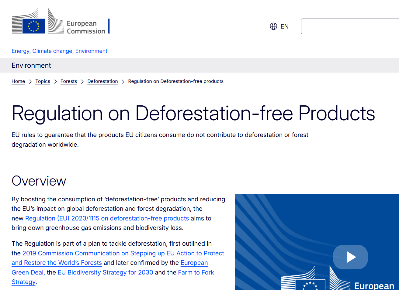 European
Commission
EN
Energy, Climate change, Environment
Environment
Home > Topics > Forests > Deforestation > Regulation on Deforestation-free products
Regulation on Deforestation-free Products
EU rules to guarantee that the products EU citizens consume do not contribute to deforestation or forest
degradation worldwide.
Overview
By boosting the consumption of 'deforestation-free' products and reducing
the EU's impact on global deforestation and forest degradation, the
new Regulation (EU) 2023/1115 on deforestation-free products aims to
bring down greenhouse gas emissions and biodiversity loss.
The Regulation is part of a plan to tackle deforestation, first outlined in
the 2019 Commission Communication on Stepping up EU Action to Protect
and Restore the World's Forests and later confirmed by the European
Green Deal, the EU Biodiversity Strategy for 2030 and the Farm to Fork
Strategy.
European